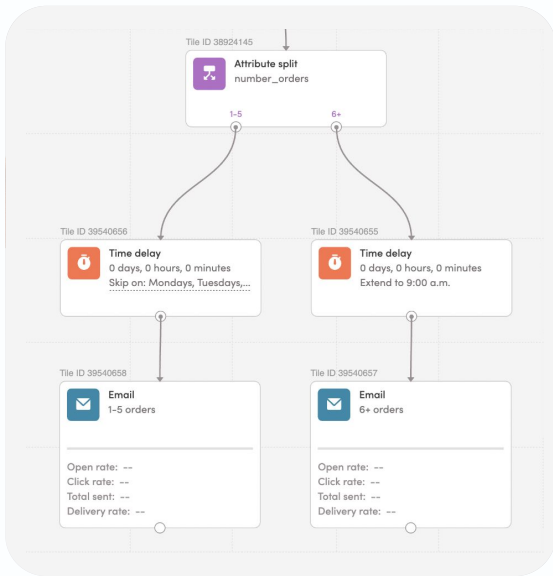 Tile ID 38924145
Attribute split
number_orders
1-5
6+
Tile ID 39540656
Time delay
0 days, 0 hours, 0 minutes
Skip on: Mondays, Tuesdays,...
Tile ID 39540655
Time delay
0 days, 0 hours, 0 minutes
Extend to 9:00 a.m.
Tile ID 39540658
Email
1-5 orders
Open rate: --
Click rate: --
Total sent: --
Delivery rate: --
Tile ID 39540657
Email
6+ orders
Open rate: --
Click rate: --
Total sent: --
Delivery rate: --